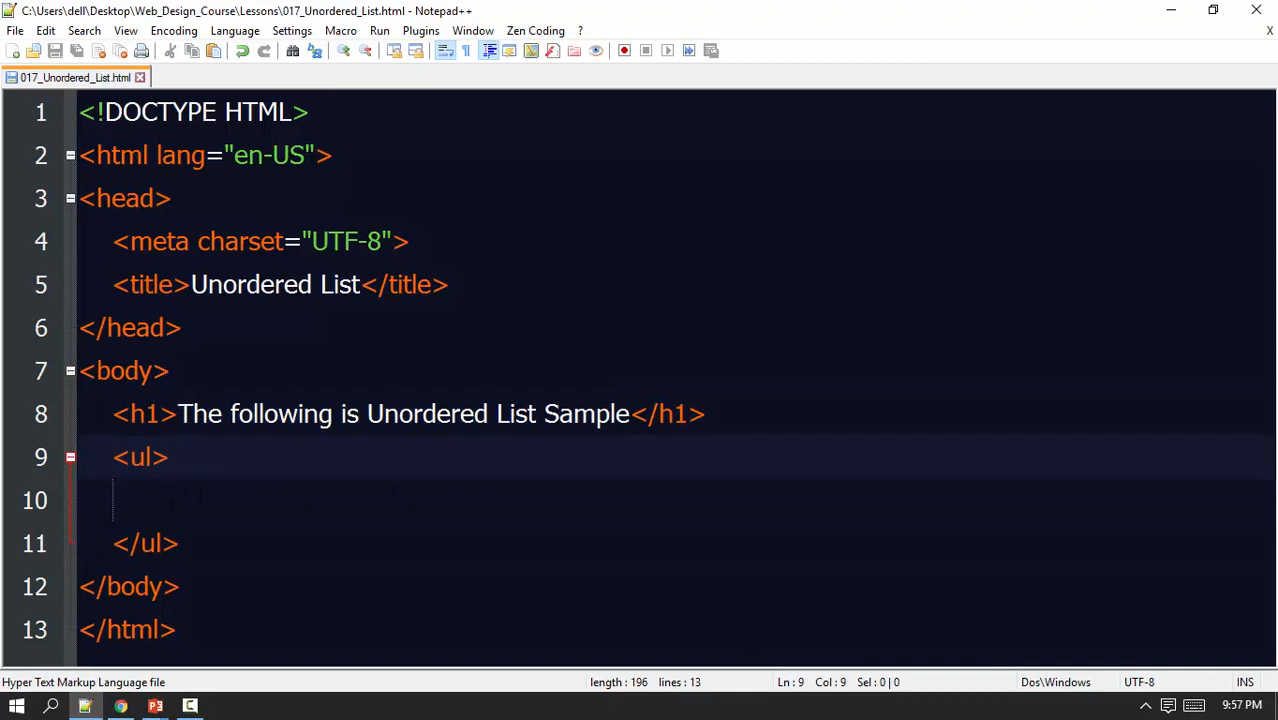 C:\Users\dell\Desktop\Web_Design_Course\Lessons\017_Unordered_List.html - Notepad++
File Edit Search View Encoding Language Settings Macro Run Plugins Window Zen Coding ? X
017_Unordered_List.html
1 <!DOCTYPE HTML>
2 <html lang="en-US">
3 <head>
4 <meta charset="UTF-8">
5 <title>Unordered List</title>
6 </head>
7 <body>
8 <h1>The following is Unordered List Sample</h1>
9 <ul>
10
11 </ul>
12 </body>
13 </html>
Hyper Text Markup Language file length : 196 lines : 13 Ln : 9 Col : 9 Sel : 0 | 0 Dos\Windows UTF-8 INS
9:57 PM